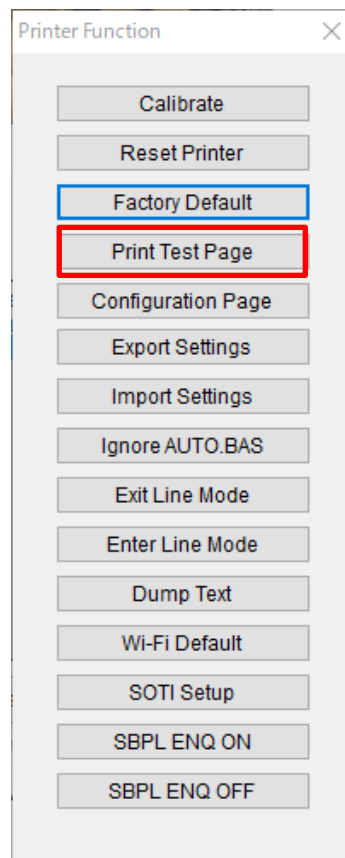 Printer Function
Calibrate
Reset Printer
Factory Default
Print Test Page
Configuration Page
Export Settings
Import Settings
Ignore AUTO.BAS
Exit Line Mode
Enter Line Mode
Dump Text
Wi-Fi Default
SOTI Setup
SBPL ENQ ON
SBPL ENQ OFF